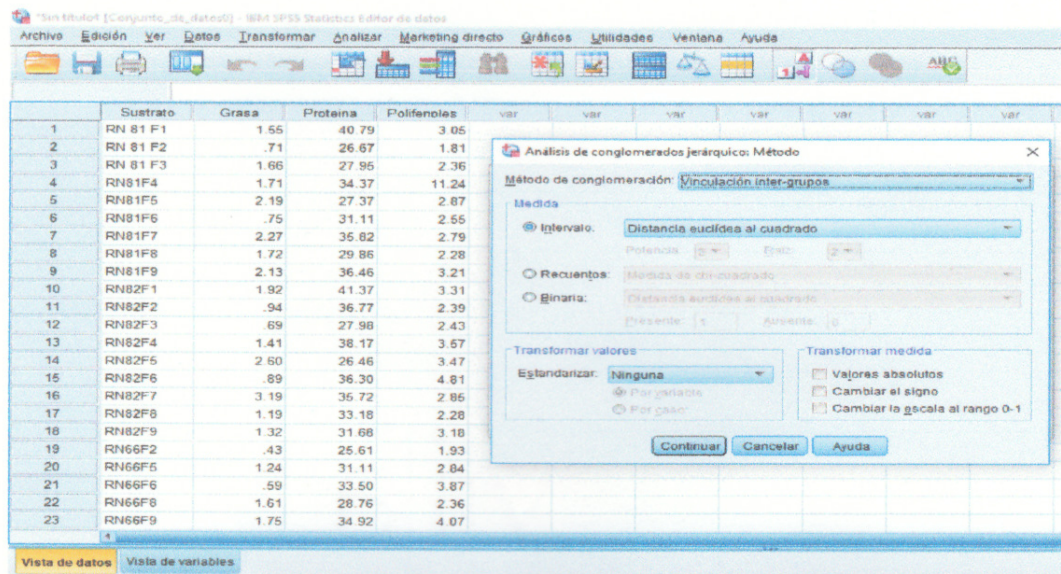 *Sin título4 [Conjunto_de_datos0] - IBM SPSS Statistics Editor de datos
Archivo Edición Ver Datos Transformar Analizar Marketing directo Gráficos Utilidades Ventana Ayuda
Sustrato Grasa Proteina Polifenoles var var var var var var var
1 RN 81 F1 1.55 40.79 3.05
2 RN 81 F2 .71 26.67 1.81
3 RN 81 F3 1.66 27.95 2.36
4 RN81F4 1.71 34.37 11.24
5 RN81F5 2.19 27.37 2.87
6 RN81F6 .75 31.11 2.55
7 RN81F7 2.27 35.62 2.79
8 RN81F8 1.72 29.86 2.28
9 RN81F9 2.13 36.46 3.21
10 RN82F1 1.92 41.37 3.31
11 RN82F2 .94 36.77 2.39
12 RN82F3 .69 27.98 2.43
13 RN82F4 1.41 38.17 3.57
14 RN82F5 2.60 26.46 3.47
15 RN82F6 .89 36.30 4.81
16 RN82F7 3.19 35.72 2.85
17 RN82F8 1.19 33.18 2.28
18 RN82F9 1.32 31.68 3.18
19 RN66F2 .43 25.61 1.93
20 RN66F5 1.24 31.11 2.84
21 RN66F6 .59 33.50 3.87
22 RN66F8 1.61 28.76 2.36
23 RN66F9 1.75 34.92 4.07
Vista de datos Vista de variables
Análisis de conglomerados jerárquico: Método
Método de conglomeración: Vinculación inter-grupos
Medida
Intervalo: Distancia euclídea al cuadrado
Potencia: 2 Raíz: 2
Recuentos: Medida de chi-cuadrado
Binaria: Distancia euclídea al cuadrado
Presente: 1 Ausente: 0
Transformar valores
Estandarizar: Ninguna
Por variable
Por caso:
Transformar medida
Valores absolutos
Cambiar el signo
Cambiar la escala al rango 0-1
Continuar Cancelar Ayuda